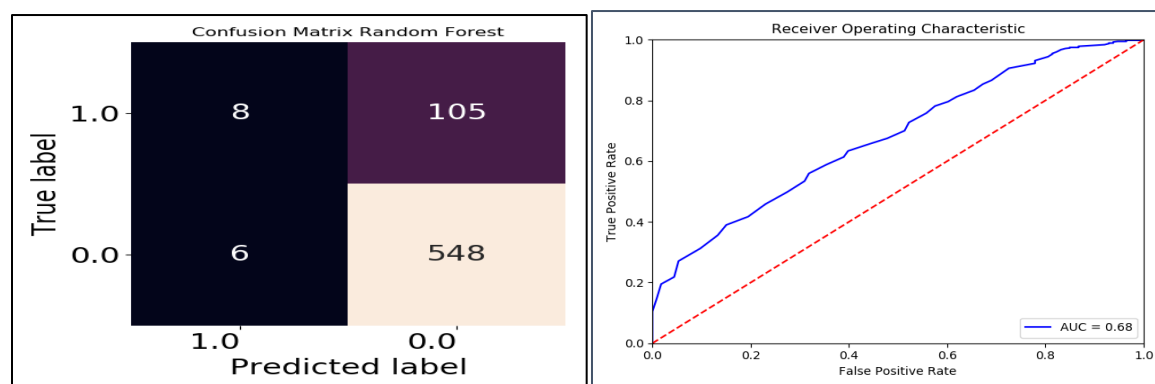 Confusion Matrix Random Forest
True label
1.0
8
105
0.0
6
548
1.0
0.0
Predicted label
Receiver Operating Characteristic
True Positive Rate
1.0
0.8
0.6
0.4
0.2
0.0
AUC = 0.68
0.0
0.2
0.4
0.6
0.8
1.0
False Positive Rate